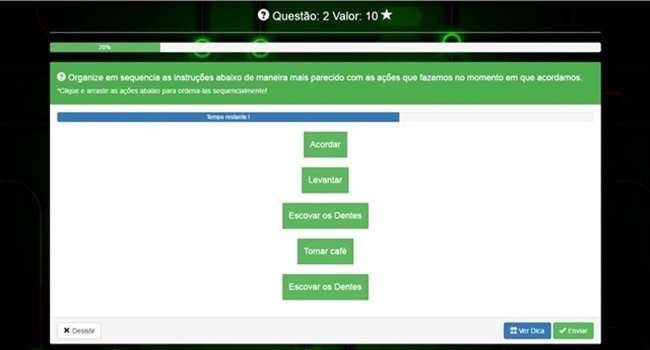 Questão: 2 Valor: 10
20%
Organize em sequencia as instruções abaixo de maneira mais parecido com as ações que fazemos no momento em que acordamos.
*Clique e arraste as ações abaixo para ordena-las sequencialmente!
Tempo restante !
Acordar
Levantar
Escovar os Dentes
Tomar café
Escovar os Dentes
Desistir
Ver Dica
Enviar